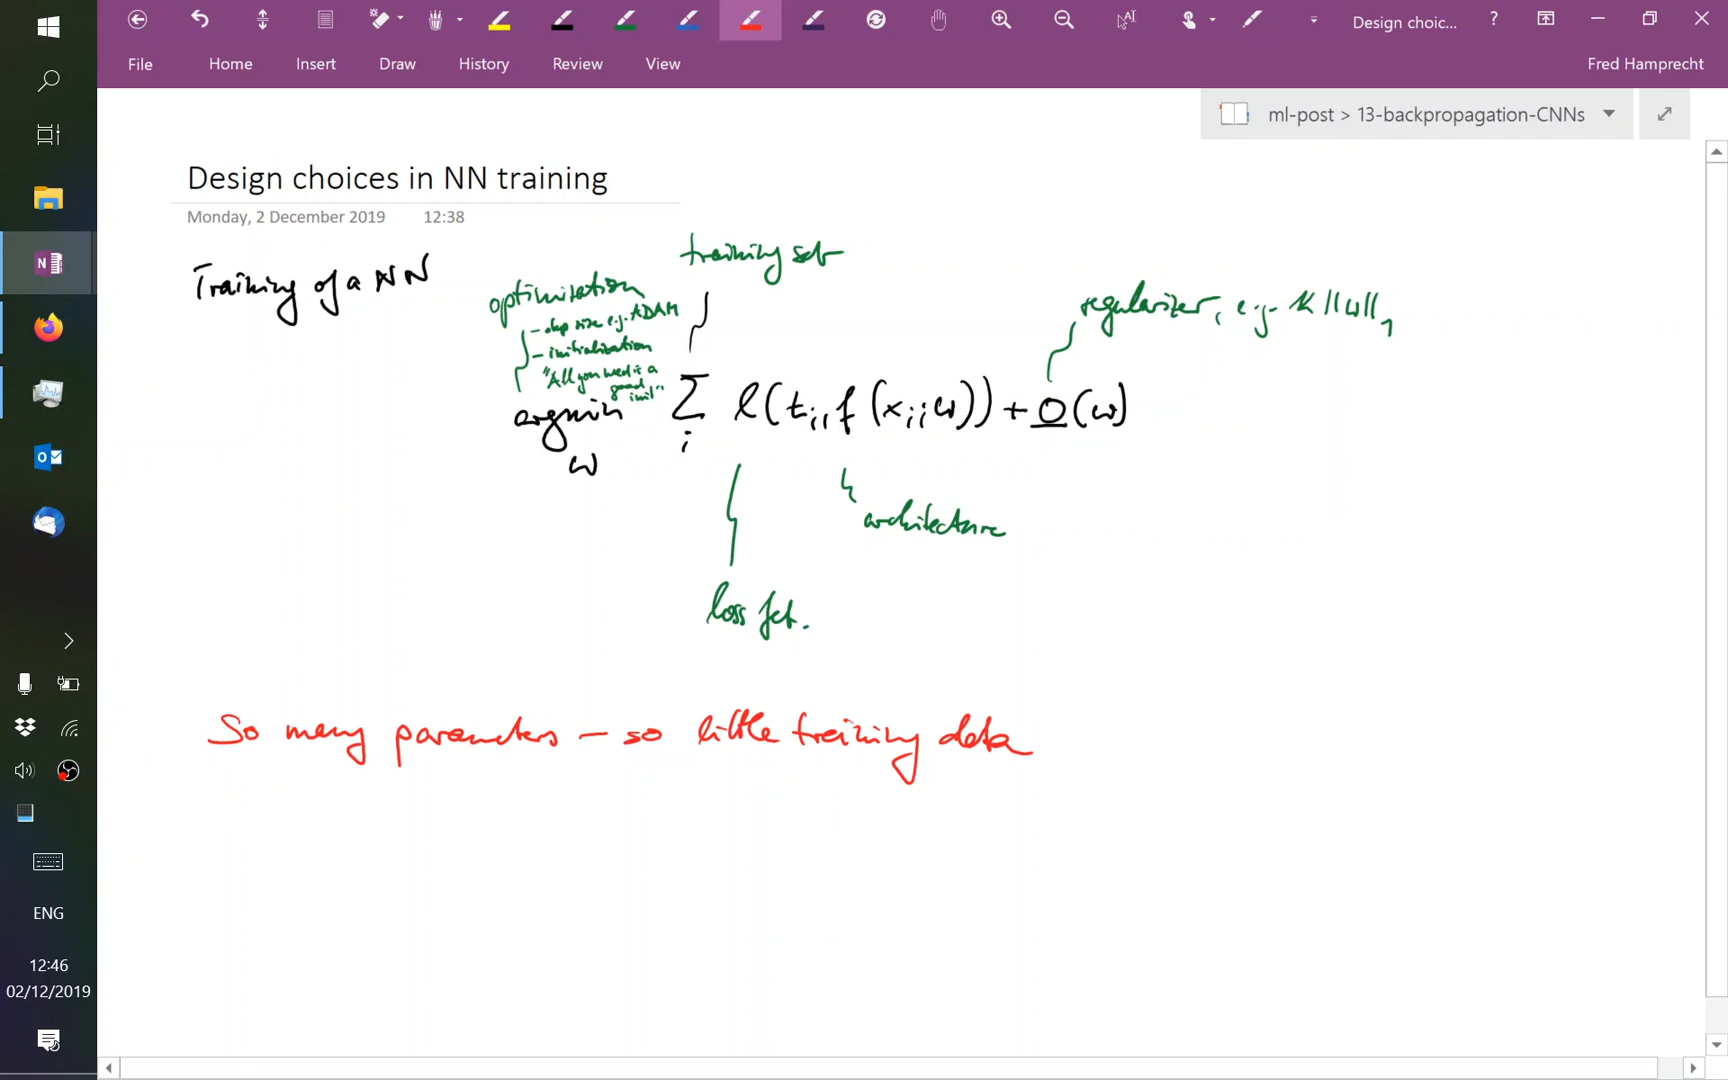 Design choic...
?
File Home Insert Draw History Review View
Fred Hamprecht
ml-post > 13-backpropagation-CNNs
Design choices in NN training
Monday, 2 December 2019 12:38
Training of a NN
training set
optimization
- step size e.g. ADAM
- initialization
"All you need is a
good init"
regularizer, e.g. λ ||w||₁
argmin Σ l(tᵢ, f(xᵢ; w)) + Ω(w)
w i
architecture
loss fct.
So many parameters - so little training data
ENG
12:46
02/12/2019